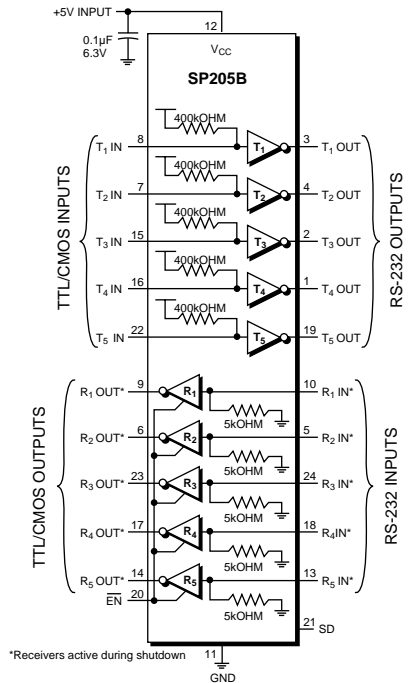 +5V INPUT
12
0.1µF
6.3V
VCC
SP205B
400kOHM
T1 IN 8 T1 3 T1 OUT
400kOHM
T2 IN 7 T2 4 T2 OUT
400kOHM
T3 IN 15 T3 2 T3 OUT
400kOHM
T4 IN 16 T4 1 T4 OUT
400kOHM
T5 IN 22 T5 19 T5 OUT
TTL/CMOS INPUTS
RS-232 OUTPUTS
R1 OUT* 9 R1 10 R1 IN*
5kOHM
R2 OUT* 6 R2 5 R2 IN*
5kOHM
R3 OUT* 23 R3 24 R3 IN*
5kOHM
R4 OUT* 17 R4 18 R4IN*
5kOHM
R5 OUT* 14 R5 13 R5 IN*
EN 20
5kOHM
TTL/CMOS OUTPUTS
RS-232 INPUTS
21 SD
*Receivers active during shutdown
11
GND